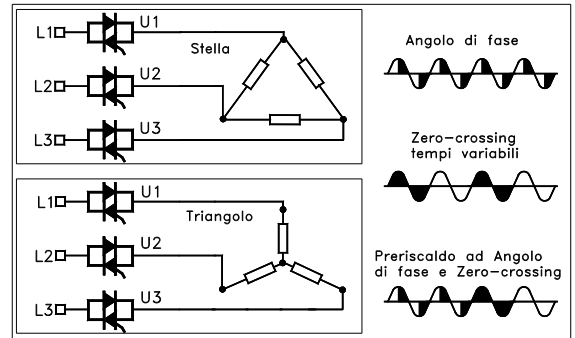 L1
U1
Stella
L2
U2
L3
U3
L1
U1
Triangolo
L2
U2
L3
U3
Angolo di fase
Zero-crossing
tempi variabili
Preriscaldo ad Angolo
di fase e Zero-crossing